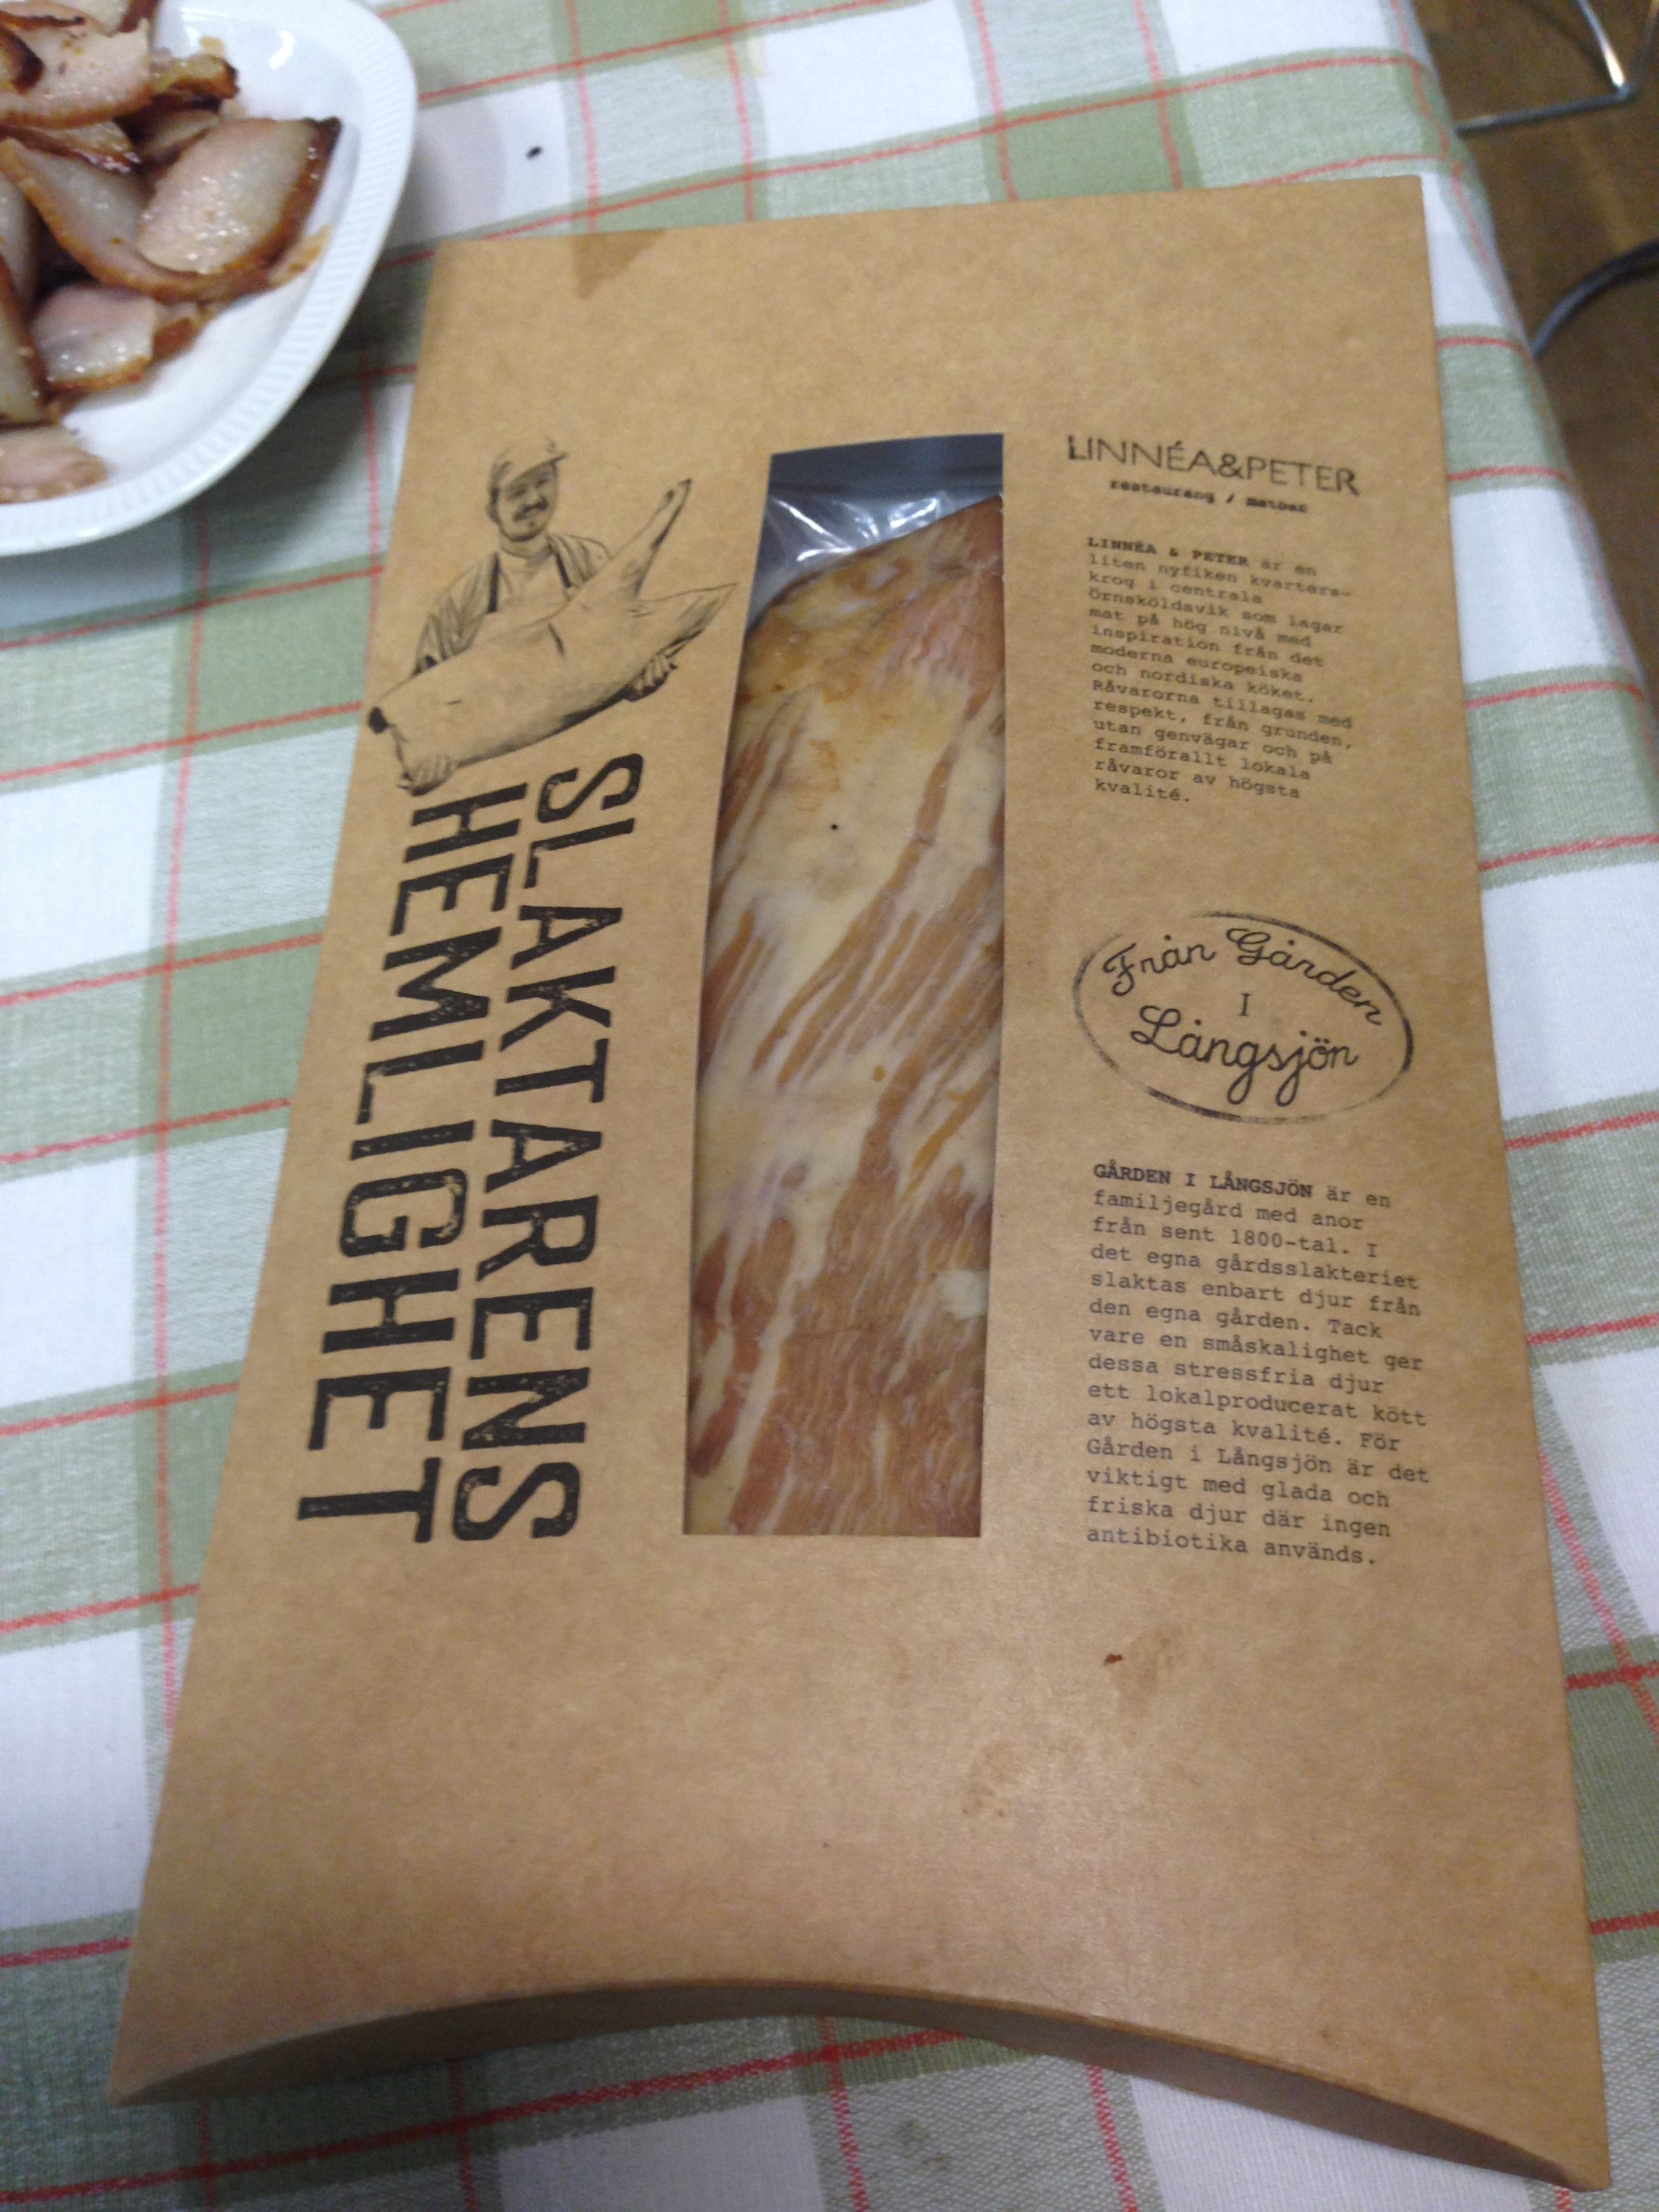 SLAKTARENS
HEMLIGHET
LINNÉA&PETER
restaurang / matosf
LINNÉA & PETER är en
liten nyfiken kvarters-
krog i centrala
Örnsköldsvik som lagar
mat på hög nivå med
inspiration från det
moderna europeiska
och nordiska köket.
Råvarorna tillagas med
respekt, från grunden,
utan genvägar och på
framförallt lokala
råvaror av högsta
kvalité.
Från Gården
I
Långsjön
GÅRDEN I LÅNGSJÖN är en
familjegård med anor
från sent 1800-tal. I
det egna gårdsslakteriet
slaktas enbart djur från
den egna gården. Tack
vare en småskalighet ger
dessa stressfria djur
ett lokalproducerat kött
av högsta kvalité. För
Gården i Långsjön är det
viktigt med glada och
friska djur där ingen
antibiotika används.